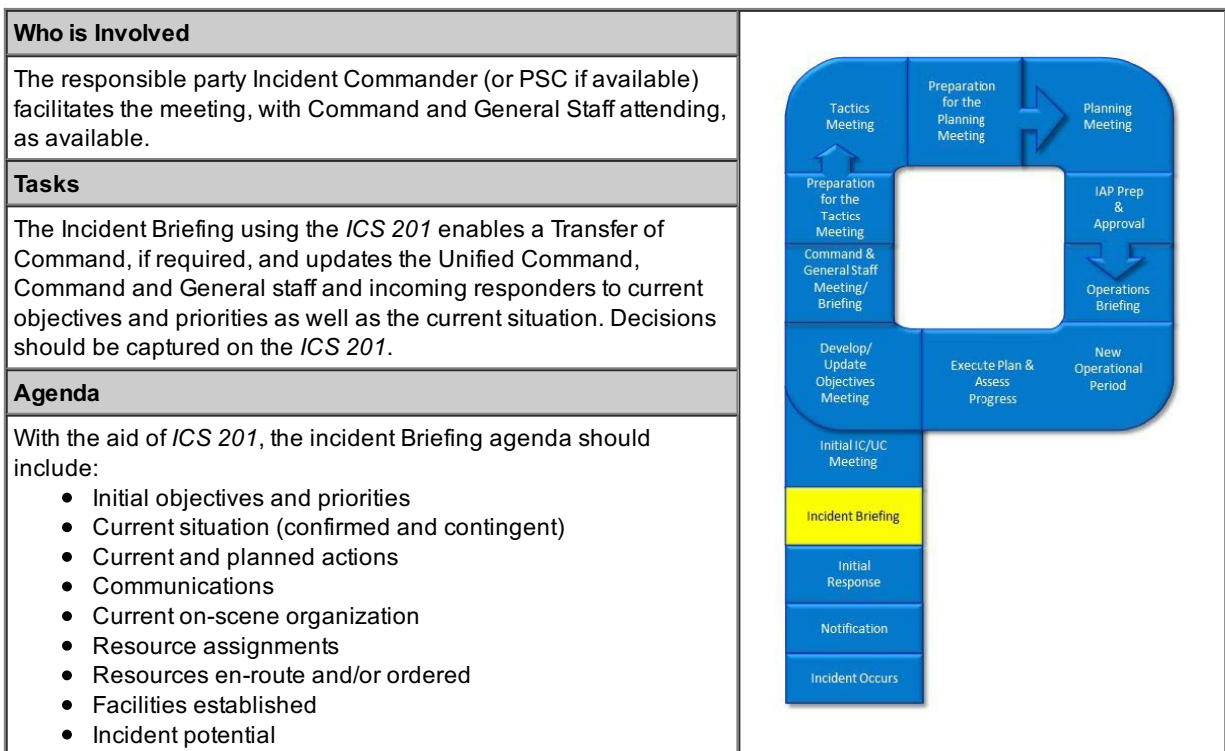 Who is Involved
The responsible party Incident Commander (or PSC if available)
facilitates the meeting, with Command and General Staff attending,
as available.
Tasks
The Incident Briefing using the ICS 201 enables a Transfer of
Command, if required, and updates the Unified Command,
Command and General staff and incoming responders to current
objectives and priorities as well as the current situation. Decisions
should be captured on the ICS 201.
Agenda
With the aid of ICS 201, the incident Briefing agenda should
include:
Initial objectives and priorities
Current situation (confirmed and contingent)
Current and planned actions
Communications
Current on-scene organization
Resource assignments
Resources en-route and/or ordered
Facilities established
Incident potential
Tactics
Meeting
Preparation
for the
Planning
Meeting
Planning
Meeting
Preparation
for the
Tactics
Meeting
IAP Prep
&
Approval
Command &
General Staff
Meeting/
Briefing
Operations
Briefing
Develop/
Update
Objectives
Meeting
Execute Plan &
Assess
Progress
New
Operational
Period
Initial IC/UC
Meeting
Incident Briefing
Initial
Response
Notification
Incident Occurs